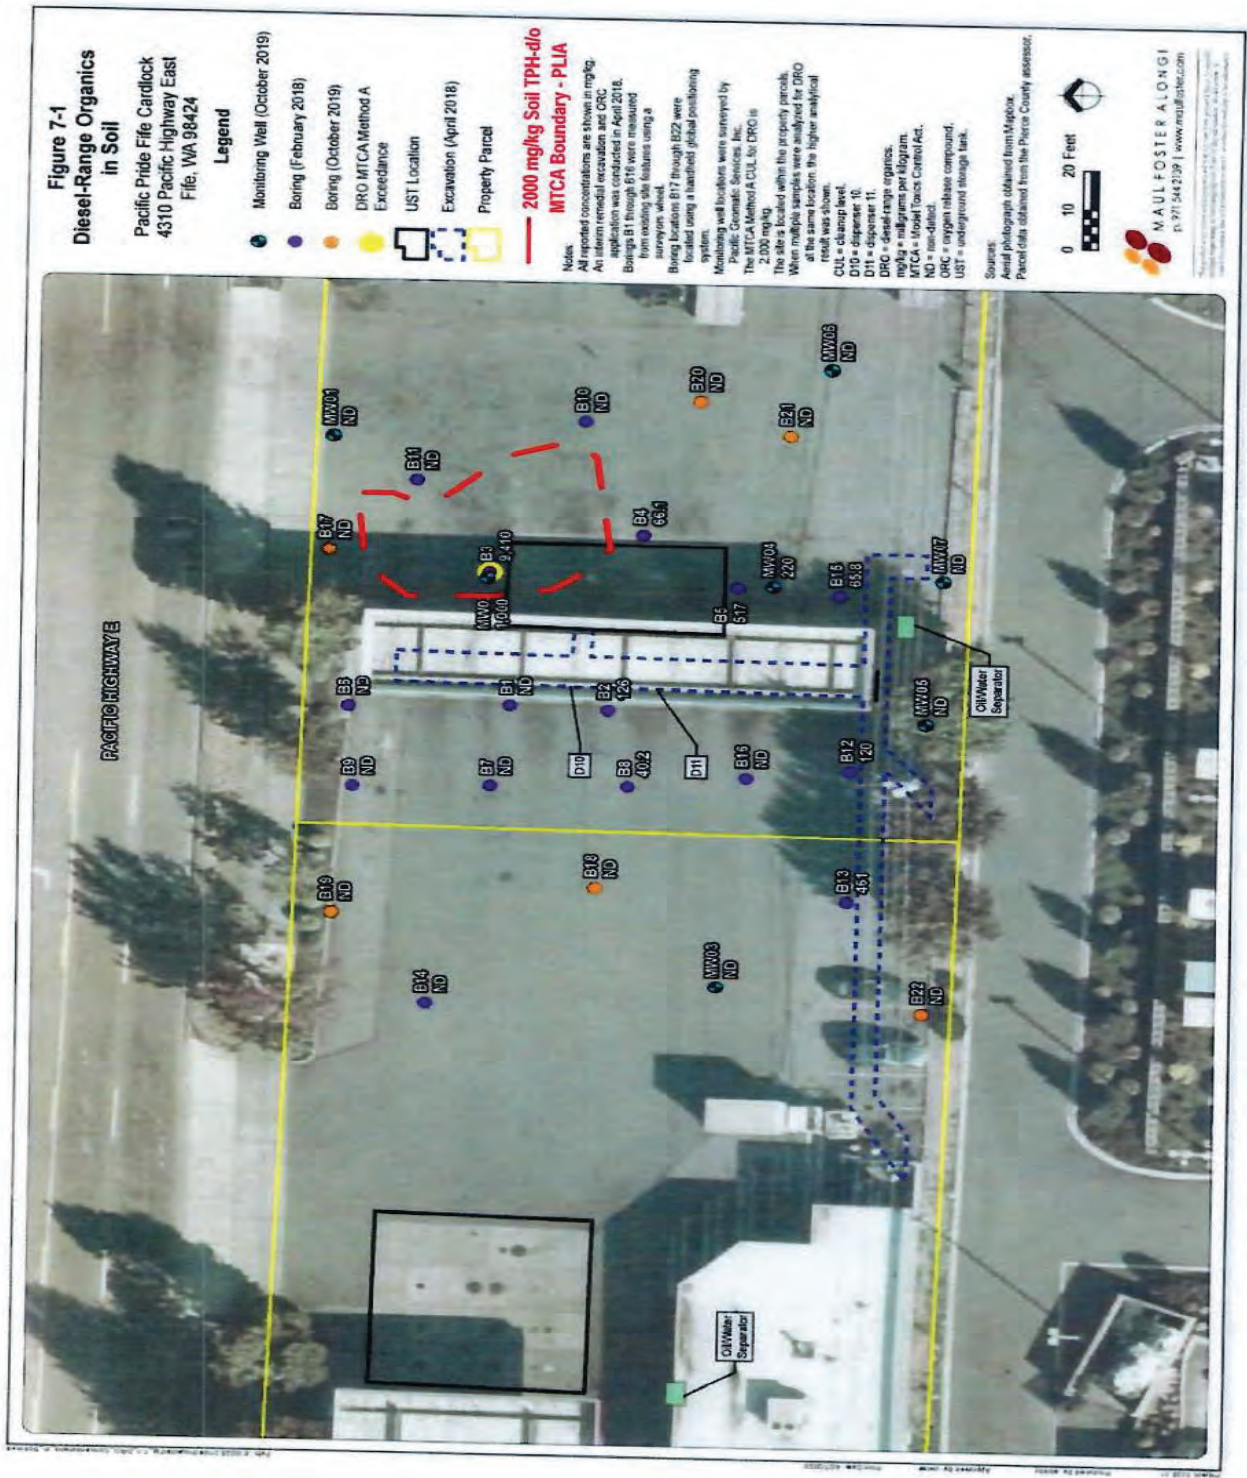 Figure 7-1
Diesel-Range Organics
in Soil
Pacific Pride Fife Cardlock
4310 Pacific Highway East
Fife, WA 98424
Legend
Monitoring Well (October 2019)
Boring (February 2018)
Boring (October 2019)
DRO MTCA Method A
Exceedance
UST Location
Excavation (April 2018)
Property Parcel
2000 mg/kg Soil TPH-d/o
MTCA Boundary - PLIA
Notes:
All reported concentrations are shown in mg/kg.
An interim remedial excavation and ORC
application was conducted in April 2018.
Borings B1 through B16 were measured
from existing site features using a
surveyors wheel.
Boring locations B17 through B22 were
located using a handheld global positioning
system.
Monitoring well locations were surveyed by
Pacific Geomatic Services, Inc.
The MTCA Method A CUL for DRO is
2,000 mg/kg.
The site is located within the property parcels.
When multiple samples were analyzed for DRO
at the same location the higher analytical
result was shown.
CUL = cleanup level.
D10 = dispenser 10.
D11 = dispenser 11.
DRO = diesel-range organics.
mg/kg = milligrams per kilogram.
MTCA = Model Toxics Control Act.
ND = non-detect.
ORC = oxygen release compound.
UST = underground storage tank.
Sources:
Aerial photograph obtained from Mapbox.
Parcel data obtained from the Pierce County assessor.
0 10 20 Feet
MAUL FOSTER ALONGI
p. 971 544 2139 | www.maulfoster.com
PACIFIC HIGHWAY E
B19
ND
B9
ND
B6
ND
B17
ND
MW01
ND
B14
ND
B11
ND
B7
ND
B1
ND
B3
9,410
MW0
1,000
B18
ND
D10
B2
126
B10
ND
B8
40.2
B4
66.1
MW03
ND
D11
B16
ND
B5
517
MW04
220
B20
ND
B21
ND
B13
461
B12
120
B15
65.8
MW06
ND
B22
ND
MW05
ND
MW07
ND
Oil/Water
Separator
Oil/Water
Separator